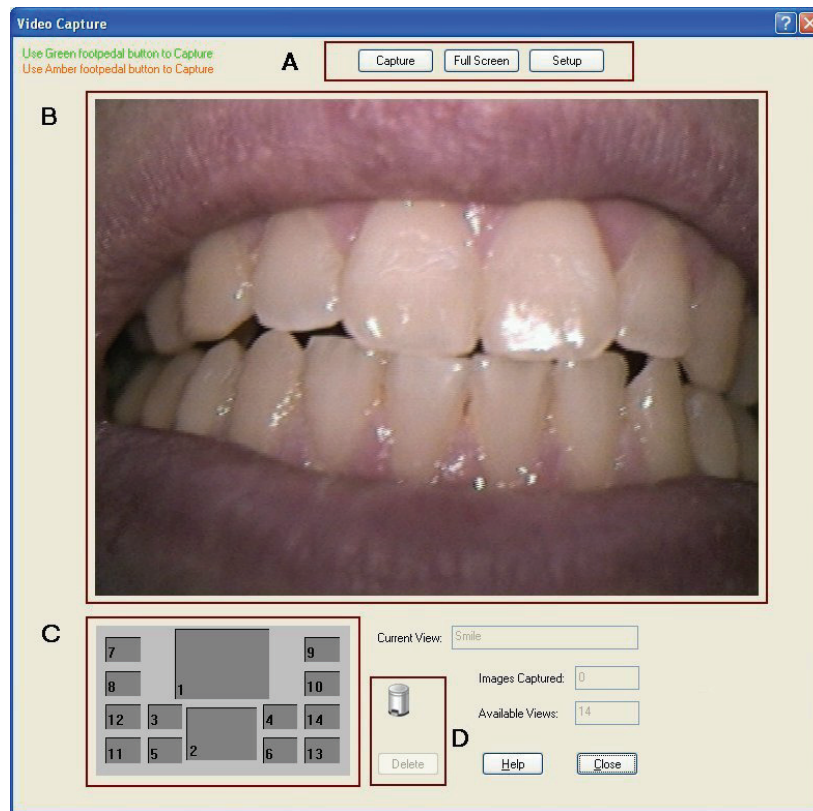 Video Capture
Use Green footpedal button to Capture
Use Amber footpedal button to Capture
A
Capture Full Screen Setup
B
C
7 9
1
8 10
12 3 4 14
2
11 5 6 13
Current View: Smile
Images Captured: 0
Available Views: 14
D
Delete Help Close